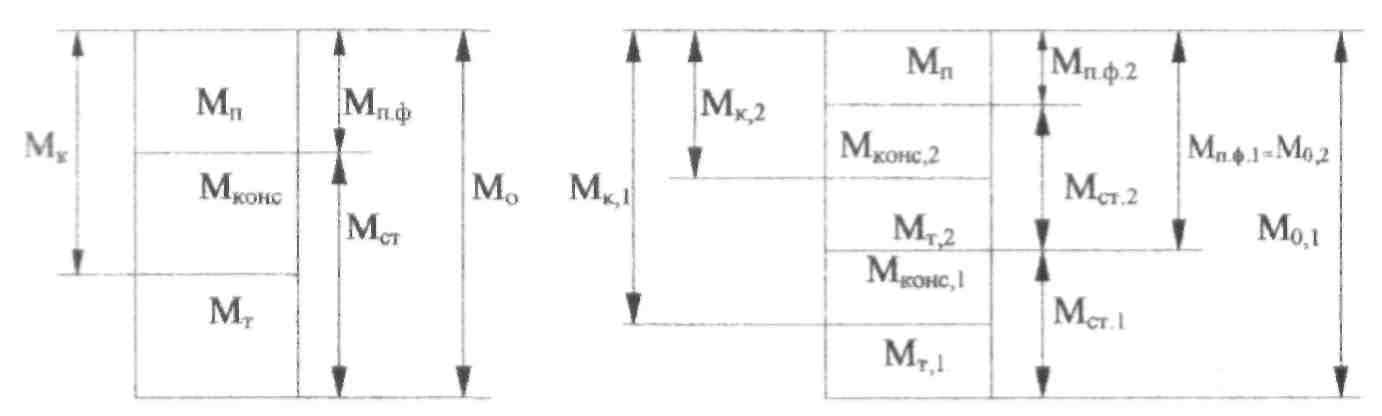 Mп
Mп.ф
Mк
Mконс
Mо
Mст
Mт
Mп
Mп.ф.2
Mк,2
Mконс,2
Mп.ф.1=M0,2
Mк,1
Mст.2
Mт,2
M0,1
Mконс,1
Mст.1
Mт,1.